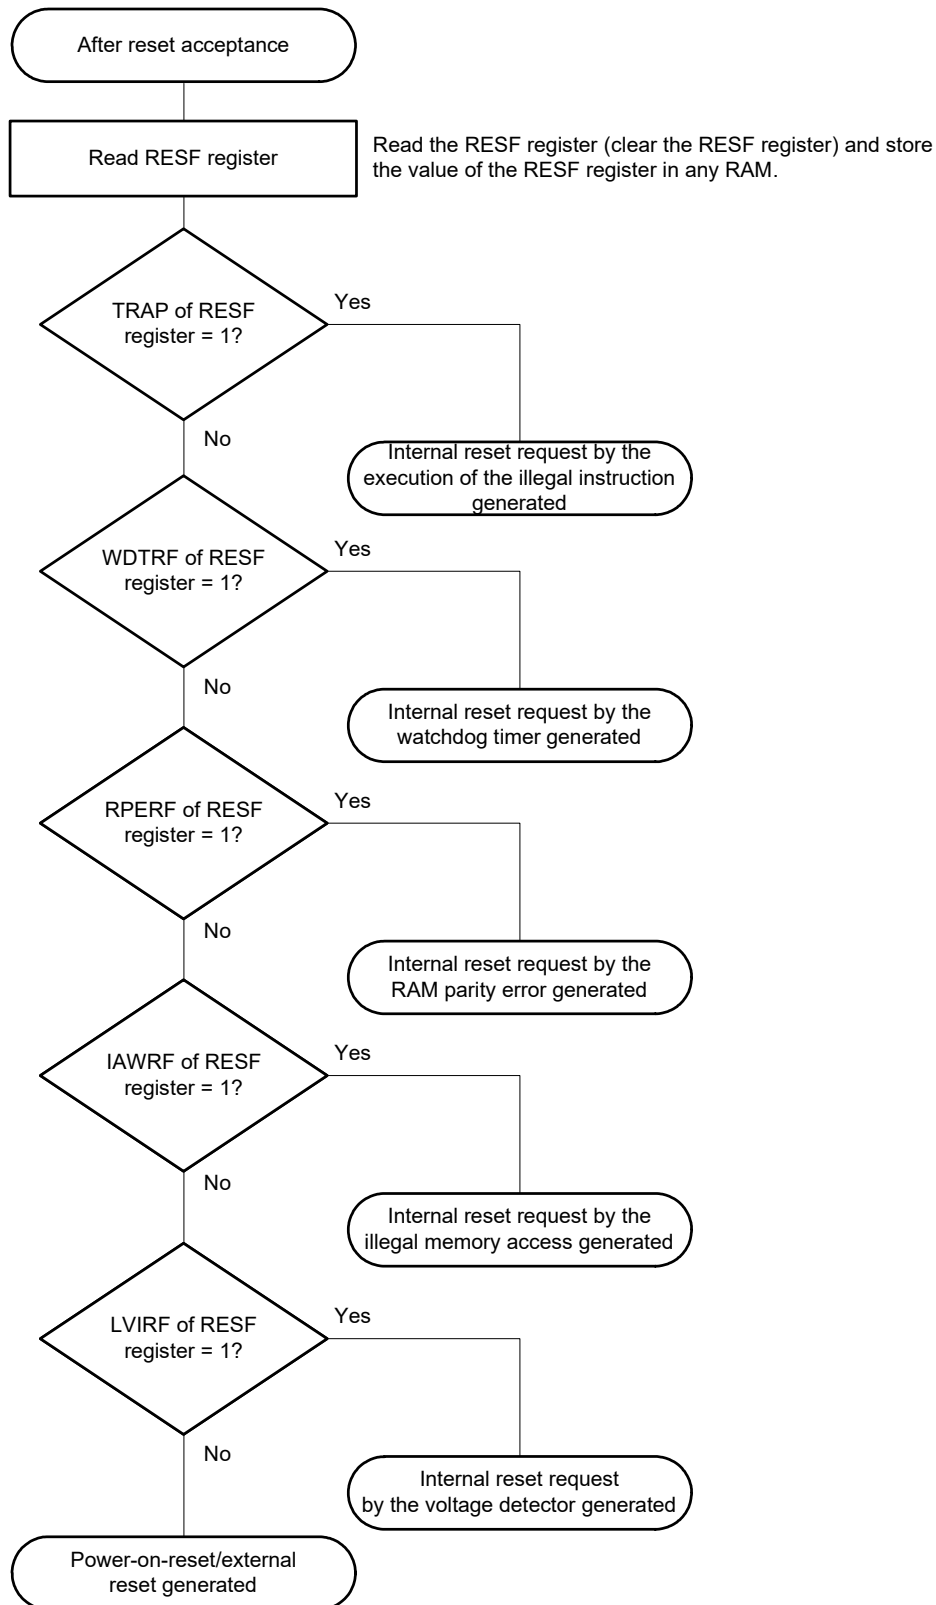 After reset acceptance
Read RESF register
Read the RESF register (clear the RESF register) and store
the value of the RESF register in any RAM.
TRAP of RESF
register = 1?
Yes
No
Internal reset request by the
execution of the illegal instruction
generated
WDTRF of RESF
register = 1?
Yes
No
Internal reset request by the
watchdog timer generated
RPERF of RESF
register = 1?
Yes
No
Internal reset request by the
RAM parity error generated
IAWRF of RESF
register = 1?
Yes
No
Internal reset request by the
illegal memory access generated
LVIRF of RESF
register = 1?
Yes
No
Internal reset request
by the voltage detector generated
Power-on-reset/external
reset generated